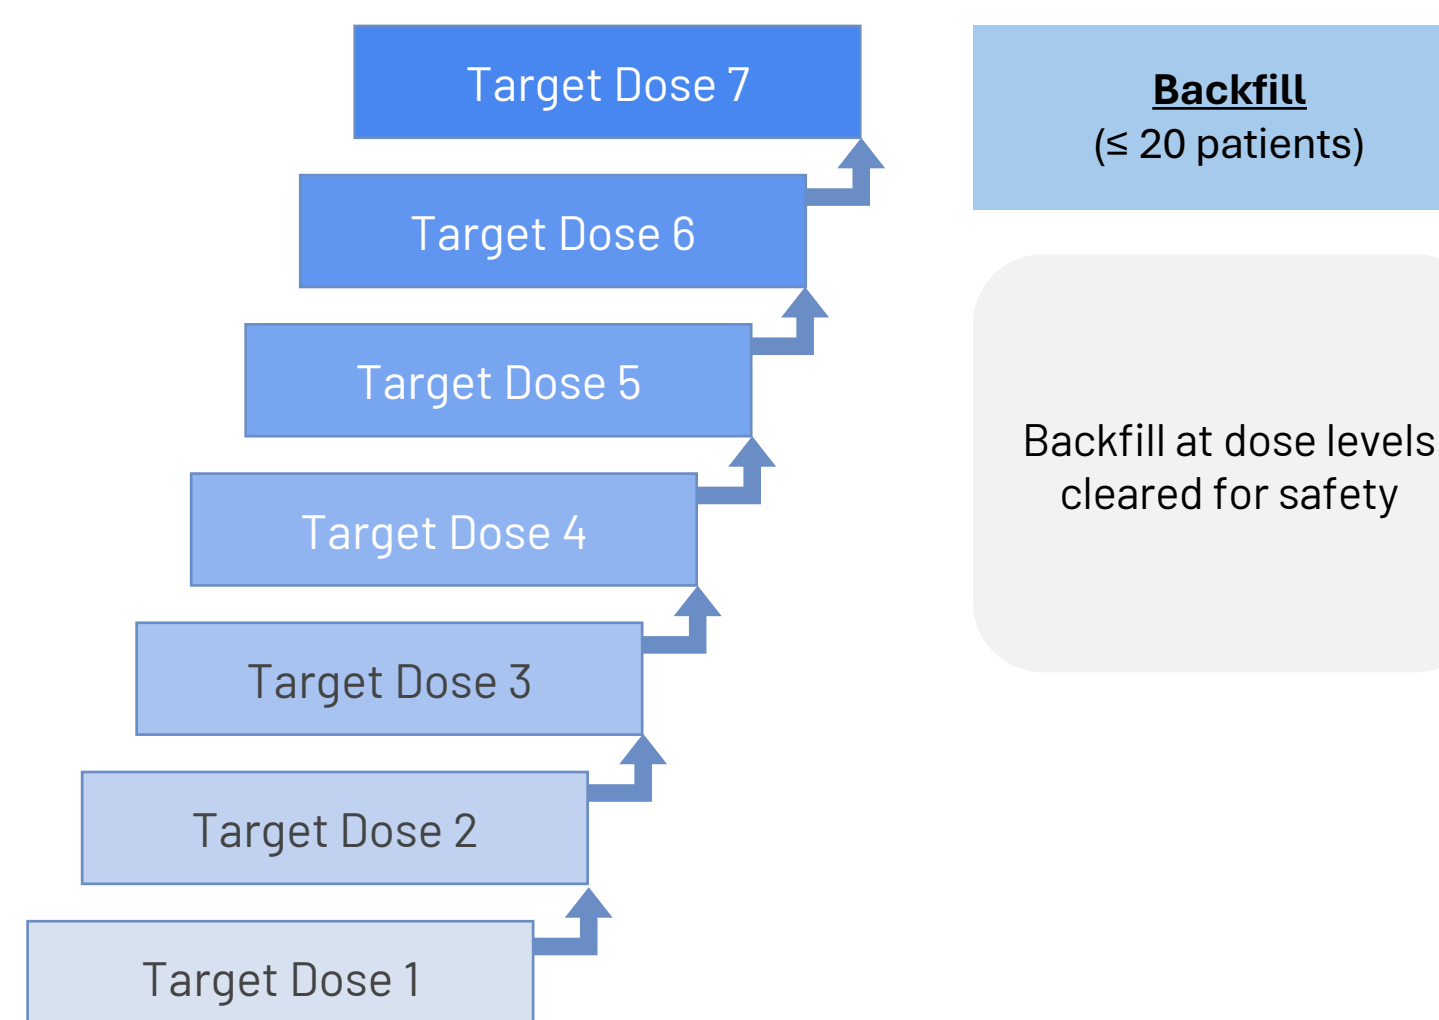 Target Dose 7
Target Dose 6
Target Dose 5
Target Dose 4
Target Dose 3
Target Dose 2
Target Dose 1
Backfill
(≤ 20 patients)
Backfill at dose levels
cleared for safety